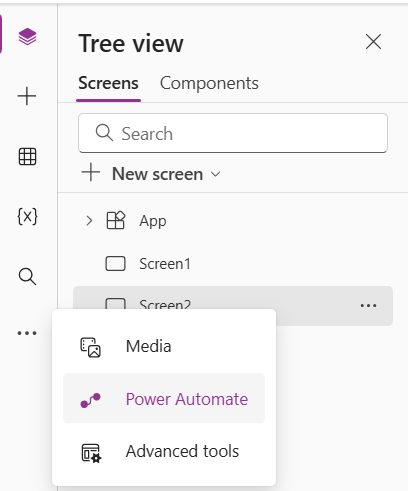 Tree view
Screens Components
Search
New screen
App
Screen1
Screen2
Media
Power Automate
Advanced tools